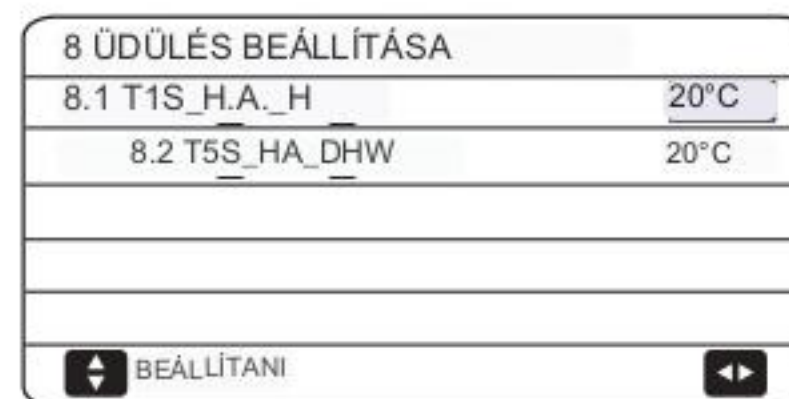 8 ÜDÜLÉS BEÁLLÍTÁSA
8.1 T1S_H.A._H 20°C
8.2 T5S_HA_DHW 20°C
BEÁLLÍTANI